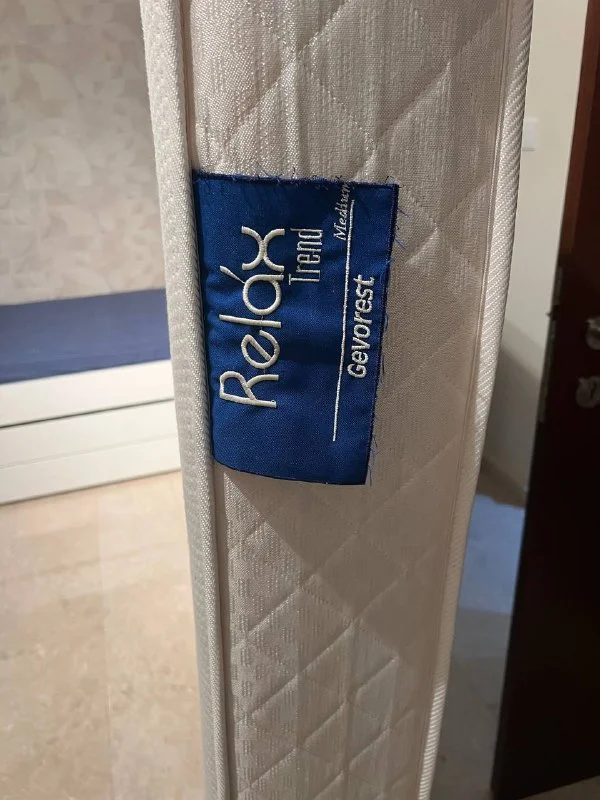 Reláx
Trend
Medium
Gevorest